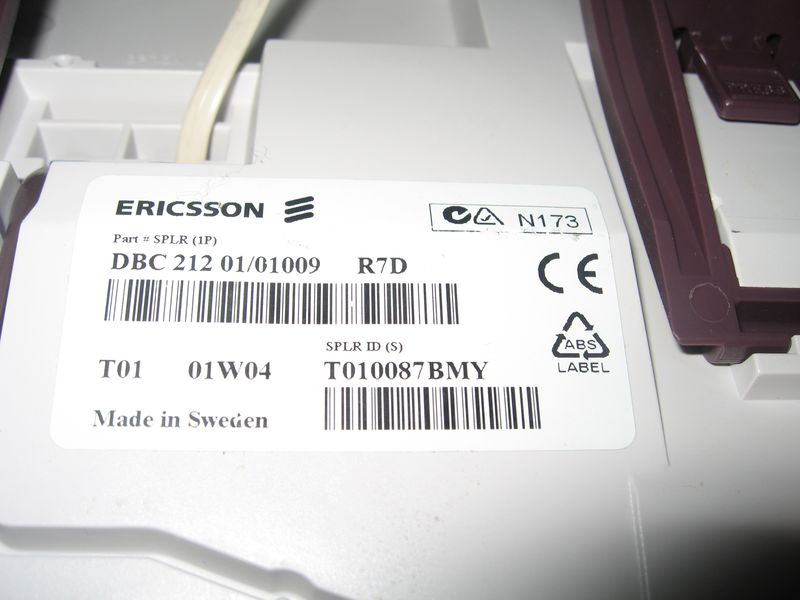 ERICSSON
N173
Part # SPLR (1P)
DBC 212 01/01009 R7D
CE
SPLR ID (S)
T01 01W04 T010087BMY
ABS
LABEL
Made in Sweden